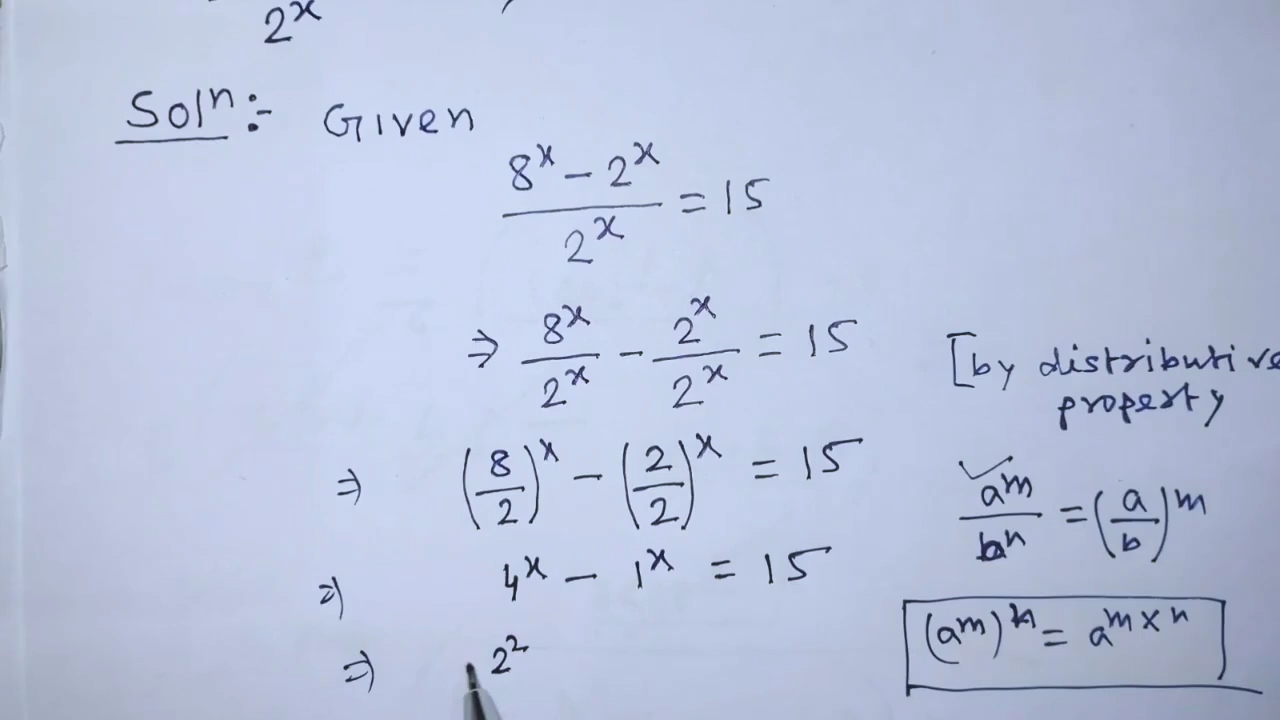 2^x
Solⁿ:- Given
(8^x - 2^x)/2^x = 15
⇒ 8^x/2^x - 2^x/2^x = 15 [by distributive
property
⇒ (8/2)^x - (2/2)^x = 15
a^m/b^n = (a/b)^m
⇒ 4^x - 1^x = 15
(a^m)^n = a^(m×n)
⇒ 2^2